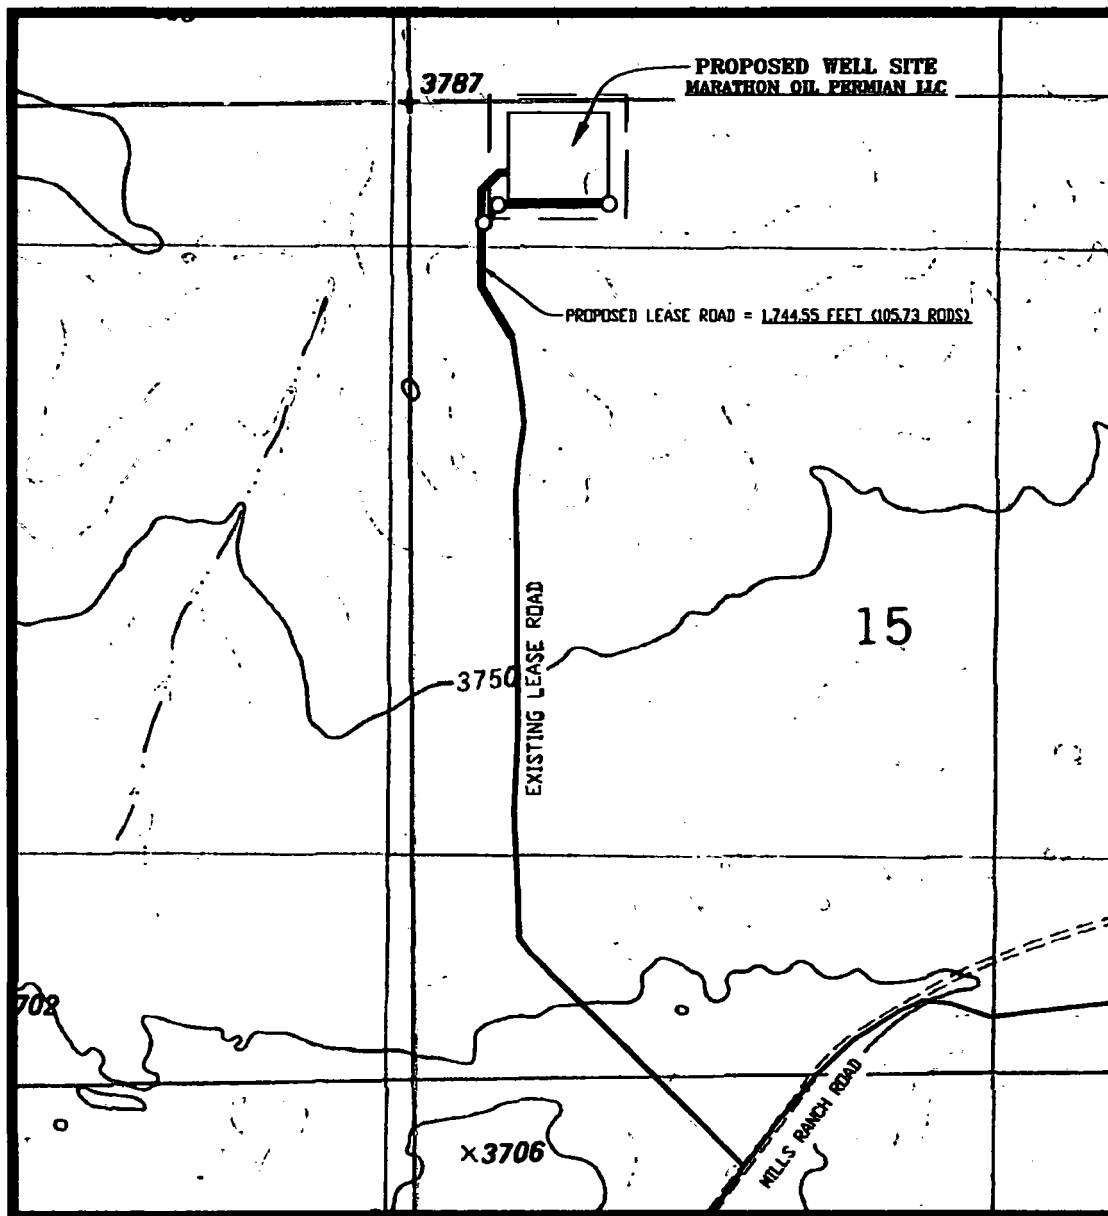 PROPOSED WELL SITE
MARATHON OIL PERMIAN LLC
3787
PROPOSED LEASE ROAD = 1,744.55 FEET (105.73 RODS)
15
EXISTING LEASE ROAD
3750
702
MILLS RANCH ROAD
×3706